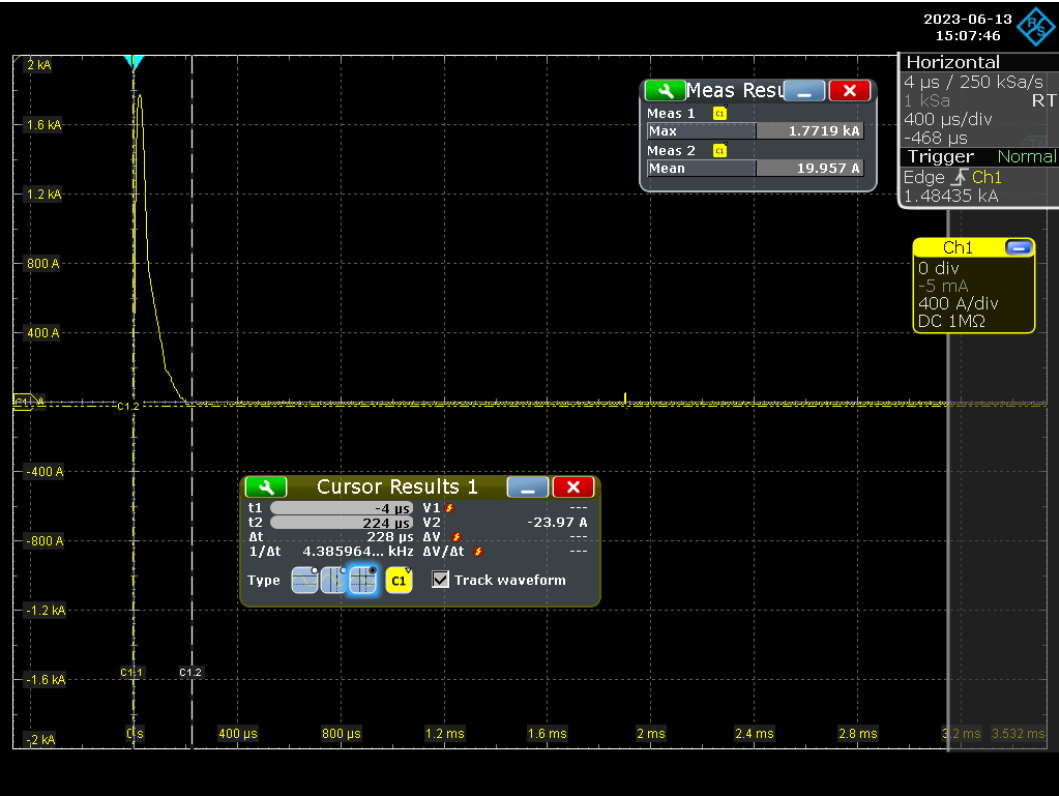 2023-06-13
15:07:46
R&S
Horizontal
4 µs / 250 kSa/s
1 kSa RT
400 µs/div
-468 µs
Trigger Normal
Edge Ch1
1.48435 kA
Ch1
0 div
-5 mA
400 A/div
DC 1MΩ
Meas Resu
Meas 1 C1
Max 1.7719 kA
Meas 2 C1
Mean 19.957 A
2 kA
1.6 kA
1.2 kA
800 A
400 A
C1 A
C1.2
-400 A
-800 A
-1.2 kA
-1.6 kA
-2 kA
Cursor Results 1
t1 -4 µs V1 ---
t2 224 µs V2 -23.97 A
Δt 228 µs ΔV ---
1/Δt 4.385964... kHz ΔV/Δt ---
Type C1 Track waveform
C1.1 C1.2
0 s 400 µs 800 µs 1.2 ms 1.6 ms 2 ms 2.4 ms 2.8 ms 3.2 ms 3.532 ms